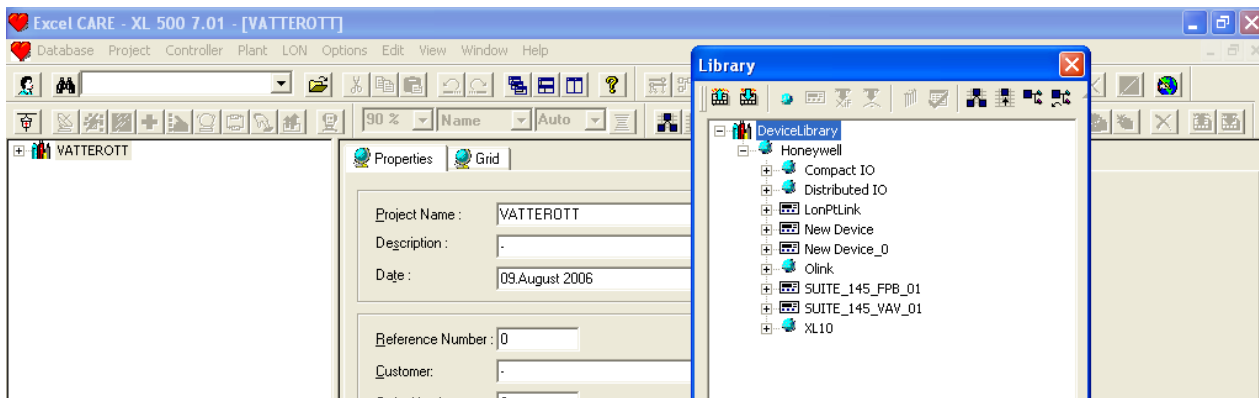 Excel CARE - XL 500 7.01 - [VATTEROTT]
Database Project Controller Plant LON Options Edit View Window Help
90 % Name Auto
VATTEROTT
Properties Grid
Project Name : VATTEROTT
Description : -
Date : 09.August 2006
Reference Number : 0
Customer: -
Library
DeviceLibrary
Honeywell
Compact IO
Distributed IO
LonPtLink
New Device
New Device_0
Olink
SUITE_145_FPB_01
SUITE_145_VAV_01
XL10